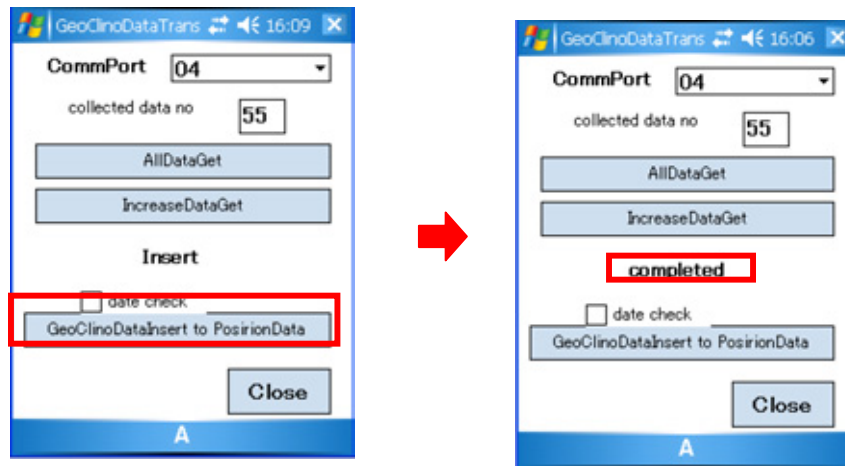 GeoClinoDataTrans 16:09
CommPort 04
collected data no 55
AllDataGet
IncreaseDataGet
Insert
date check
GeoClinoDataInsert to PosirionData
Close
A
GeoClinoDataTrans 16:06
CommPort 04
collected data no 55
AllDataGet
IncreaseDataGet
completed
date check
GeoClinoDataInsert to PosirionData
Close
A